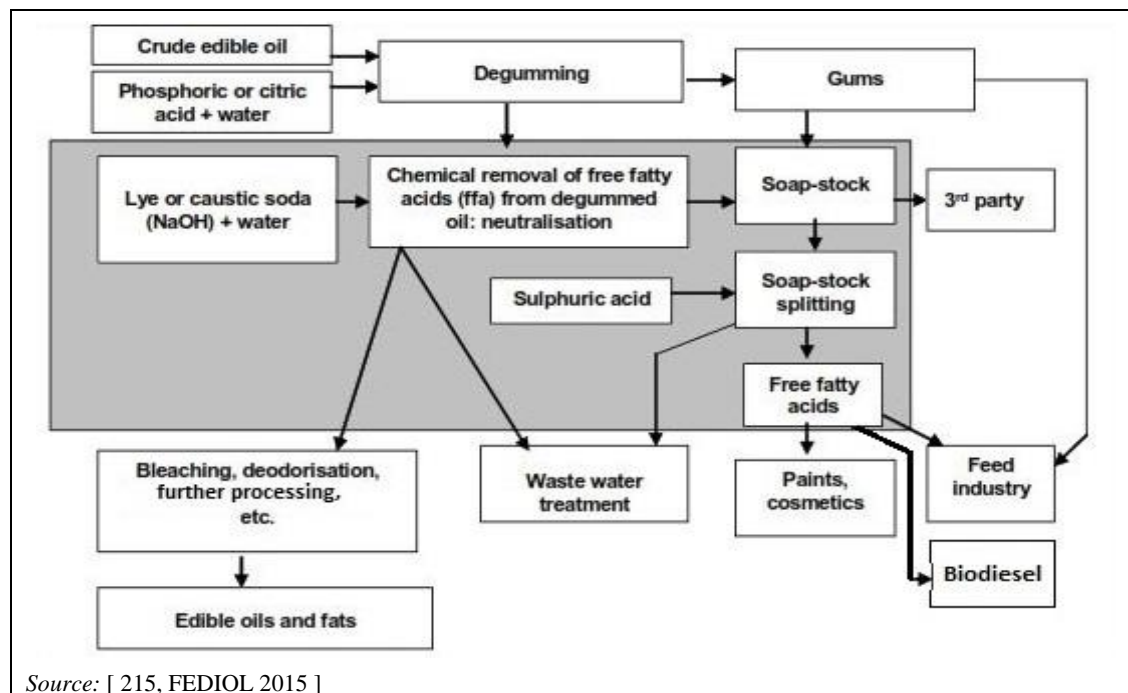 Crude edible oil
Phosphoric or citric
acid + water
Degumming
Gums
Lye or caustic soda
(NaOH) + water
Chemical removal of free fatty
acids (ffa) from degummed
oil: neutralisation
Soap-stock
3rd party
Sulphuric acid
Soap-stock
splitting
Free fatty
acids
Bleaching, deodorisation,
further processing,
etc.
Waste water
treatment
Paints,
cosmetics
Feed
industry
Biodiesel
Edible oils and fats
Source: [ 215, FEDIOL 2015 ]